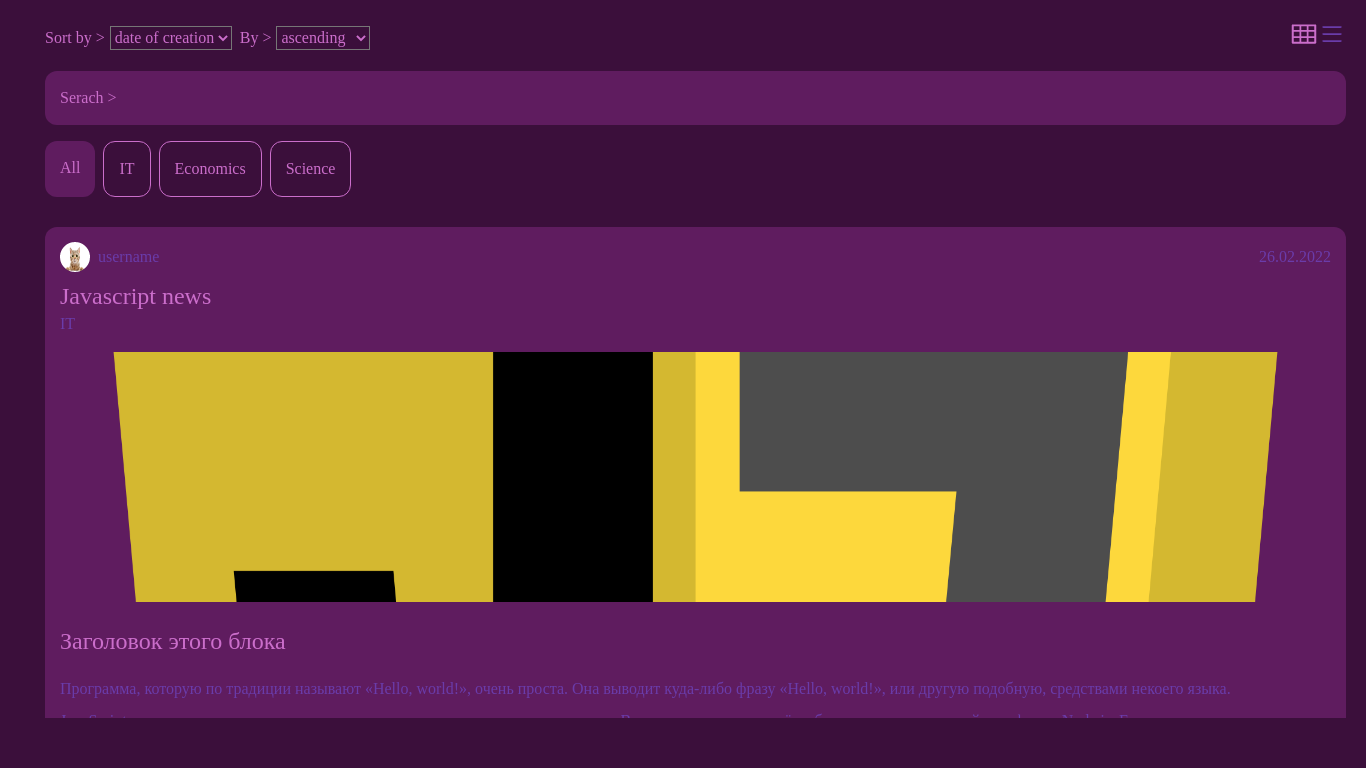 Sort by > date of creation By > ascending
Serach >
All IT Economics Science
username 26.02.2022
Javascript news
IT
Заголовок этого блока
Программа, которую по традиции называют «Hello, world!», очень проста. Она выводит куда-либо фразу «Hello, world!», или другую подобную, средствами некоего языка.